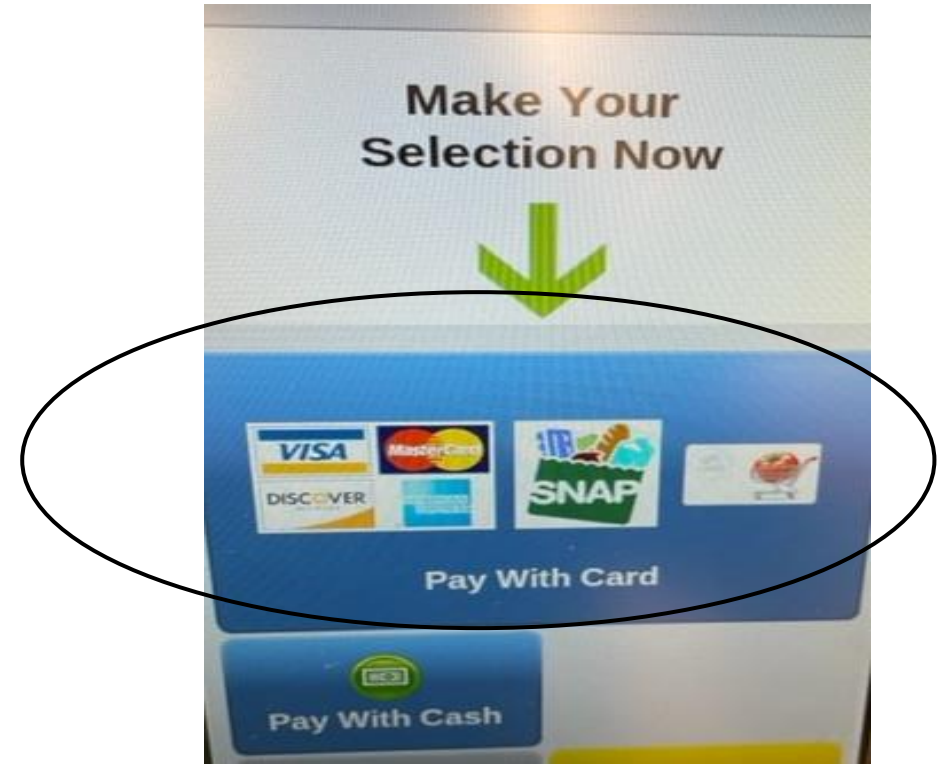 Make Your
Selection Now
VISA MasterCard
DISCOVER
SNAP
Pay With Card
Pay With Cash